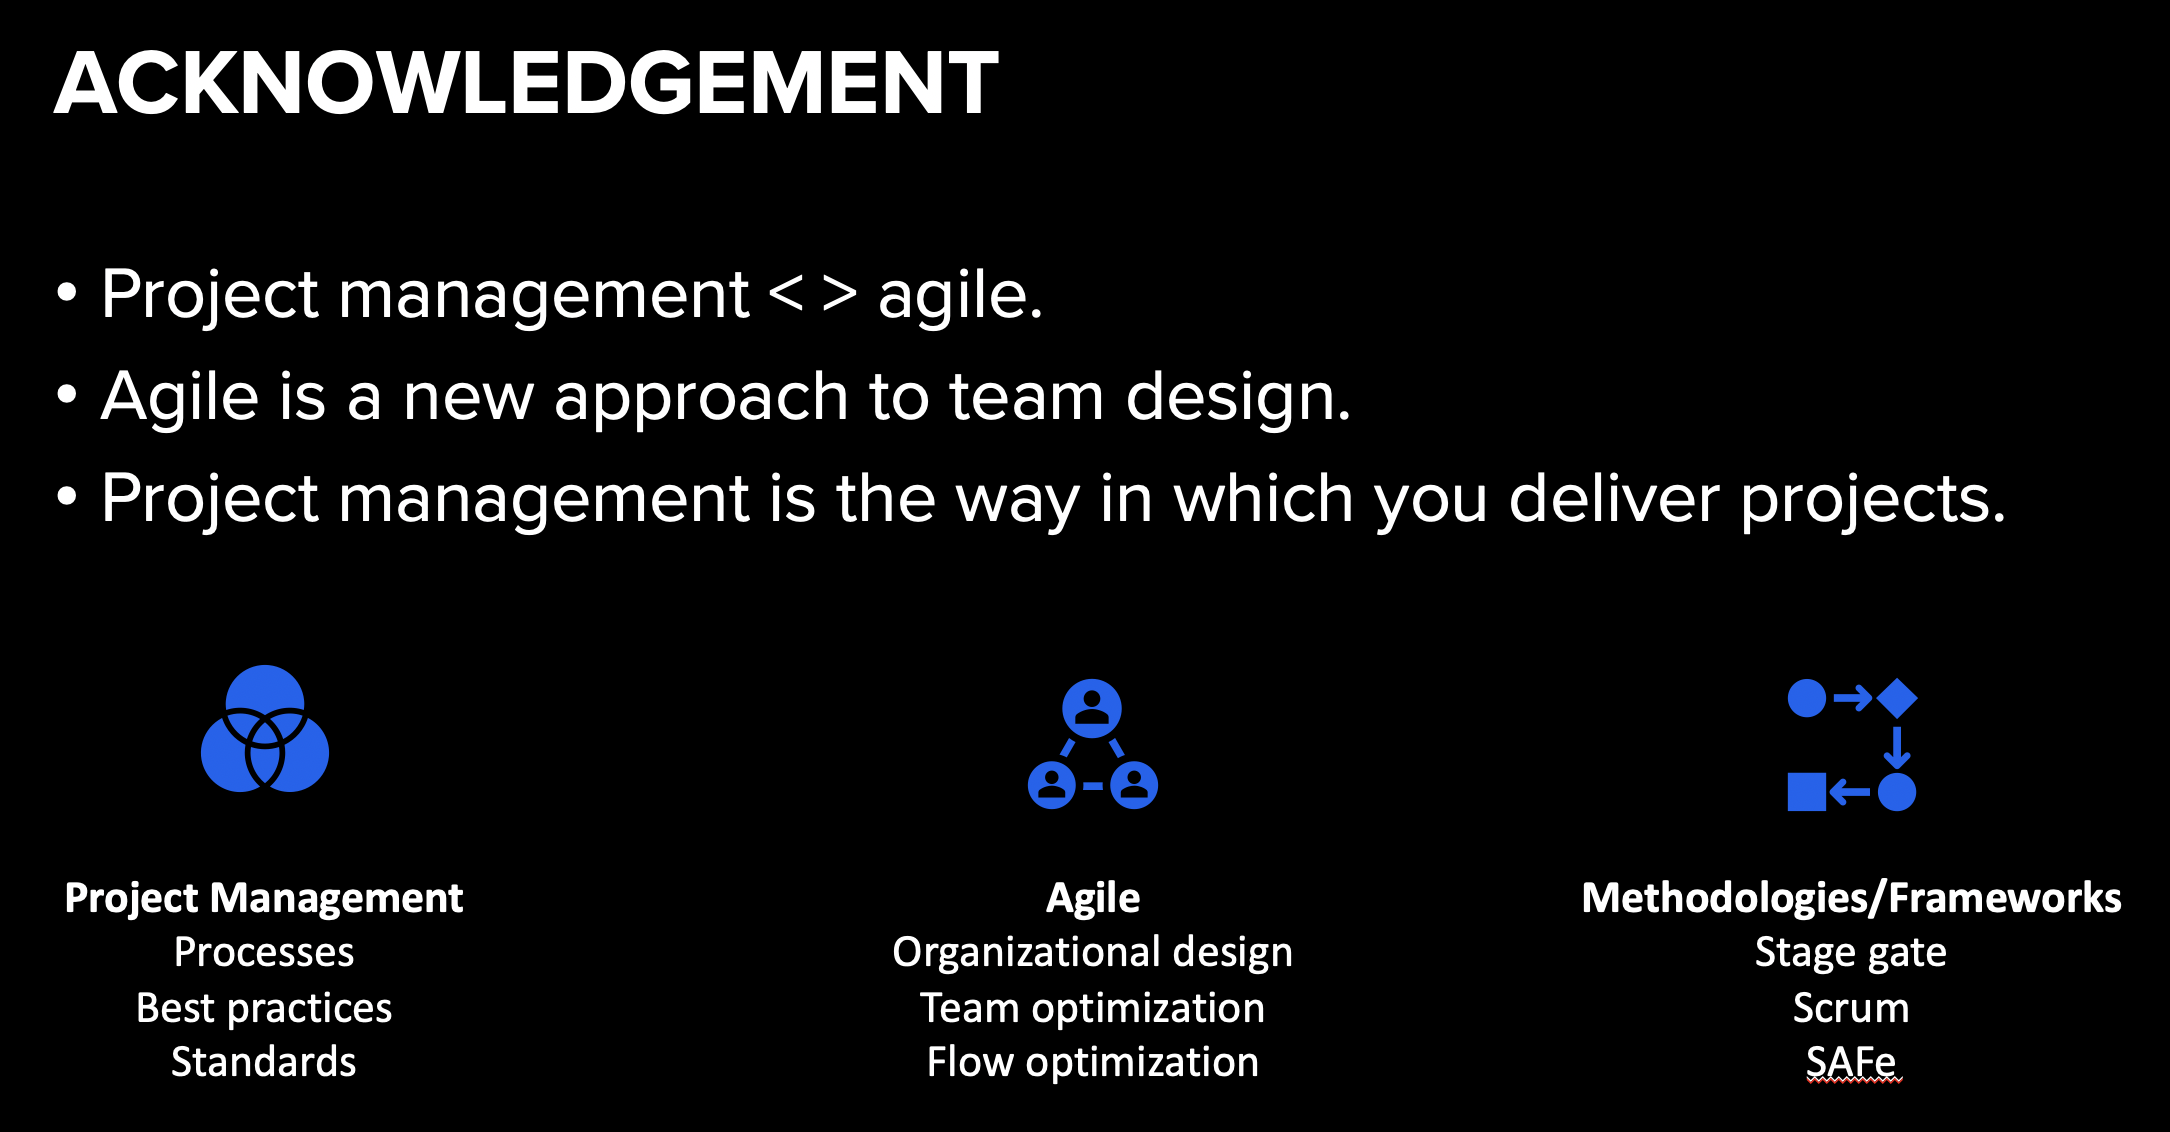 ACKNOWLEDGEMENT
• Project management < > agile.
• Agile is a new approach to team design.
• Project management is the way in which you deliver projects.
Project Management
Processes
Best practices
Standards
Agile
Organizational design
Team optimization
Flow optimization
Methodologies/Frameworks
Stage gate
Scrum
SAFe